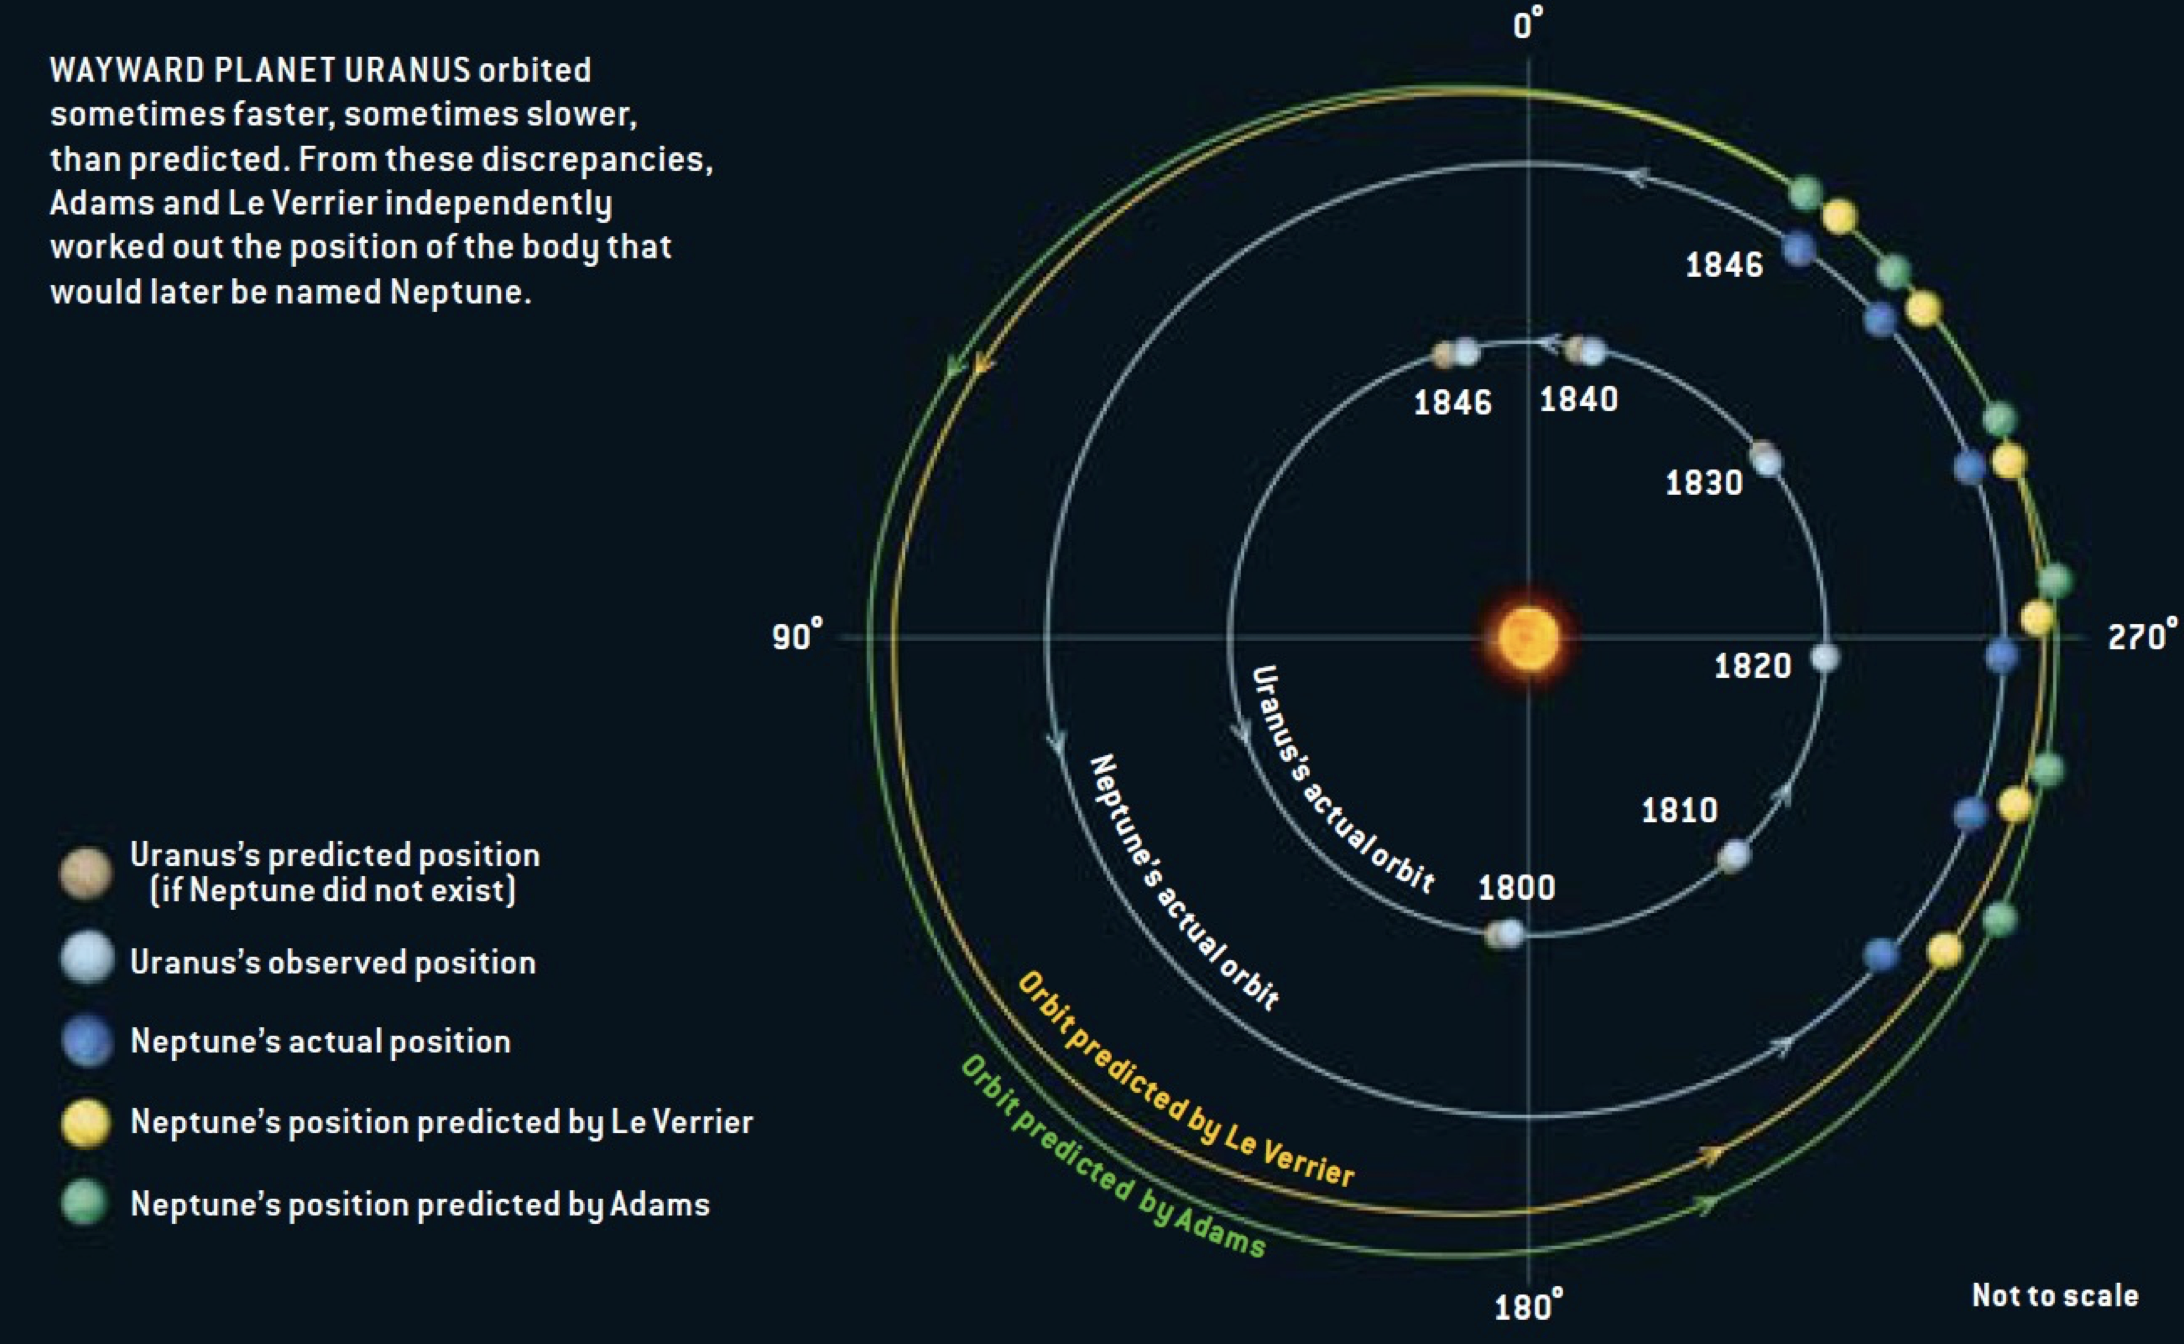 WAYWARD PLANET URANUS orbited
sometimes faster, sometimes slower,
than predicted. From these discrepancies,
Adams and Le Verrier independently
worked out the position of the body that
would later be named Neptune.
0°
1846
1846
1840
1830
90°
270°
1820
1810
1800
Uranus's actual orbit
Neptune's actual orbit
Orbit predicted by Le Verrier
Orbit predicted by Adams
Uranus's predicted position
(if Neptune did not exist)
Uranus's observed position
Neptune's actual position
Neptune's position predicted by Le Verrier
Neptune's position predicted by Adams
180°
Not to scale